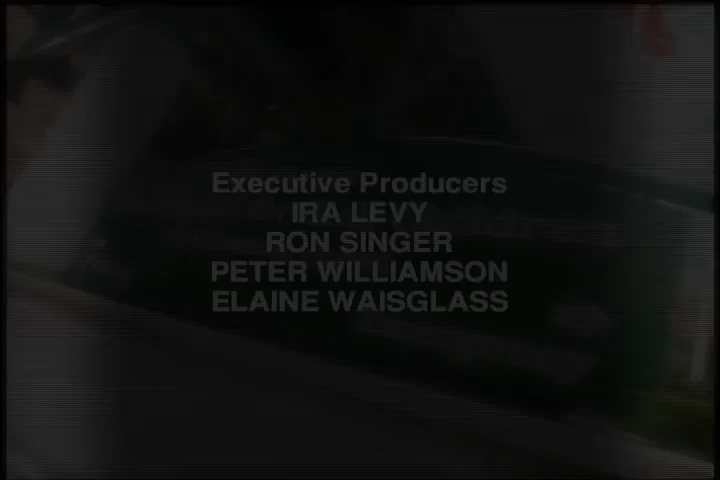 Executive Producers
IRA LEVY
RON SINGER
PETER WILLIAMSON
ELAINE WAISGLASS